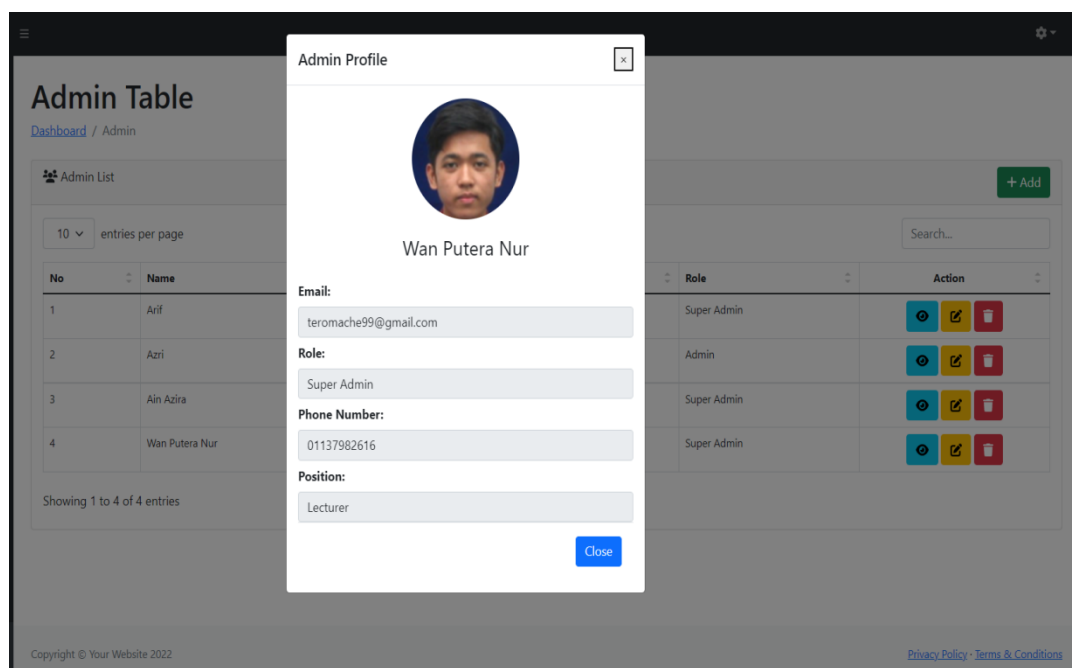 Admin Profile
×
Admin Table
Dashboard / Admin
Admin List
+ Add
10 entries per page
Search...
Wan Putera Nur
No Name Role Action
Email:
1 Arif Super Admin
teromache99@gmail.com
Role:
2 Azri Admin
Super Admin
3 Ain Azira Super Admin
Phone Number:
4 Wan Putera Nur Super Admin
01137982616
Position:
Showing 1 to 4 of 4 entries
Lecturer
Close
Copyright © Your Website 2022
Privacy Policy · Terms & Conditions